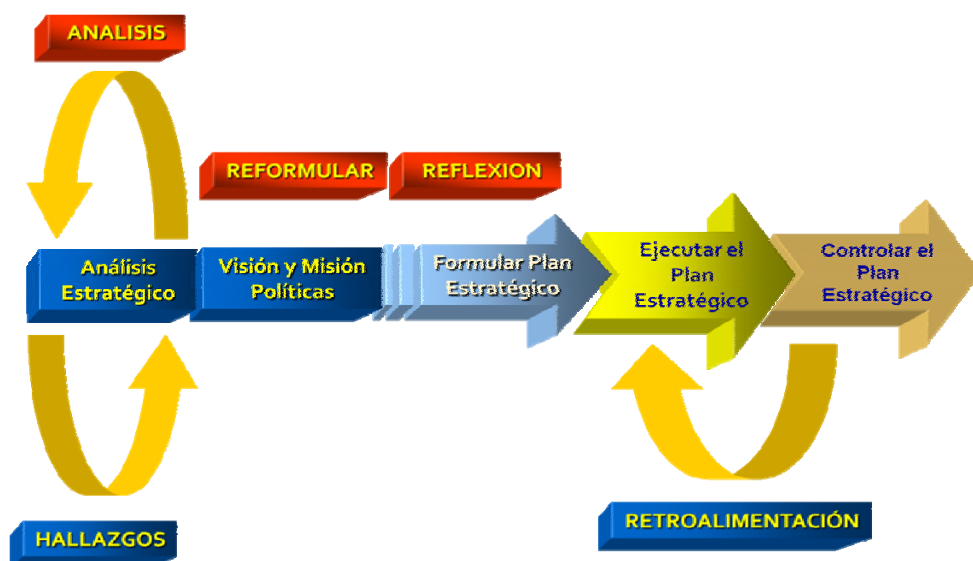 ANALISIS
REFORMULAR
REFLEXION
Análisis
Estratégico
Visión y Misión
Políticas
Formular Plan
Estratégico
Ejecutar el
Plan
Estratégico
Controlar el
Plan
Estratégico
HALLAZGOS
RETROALIMENTACIÓN